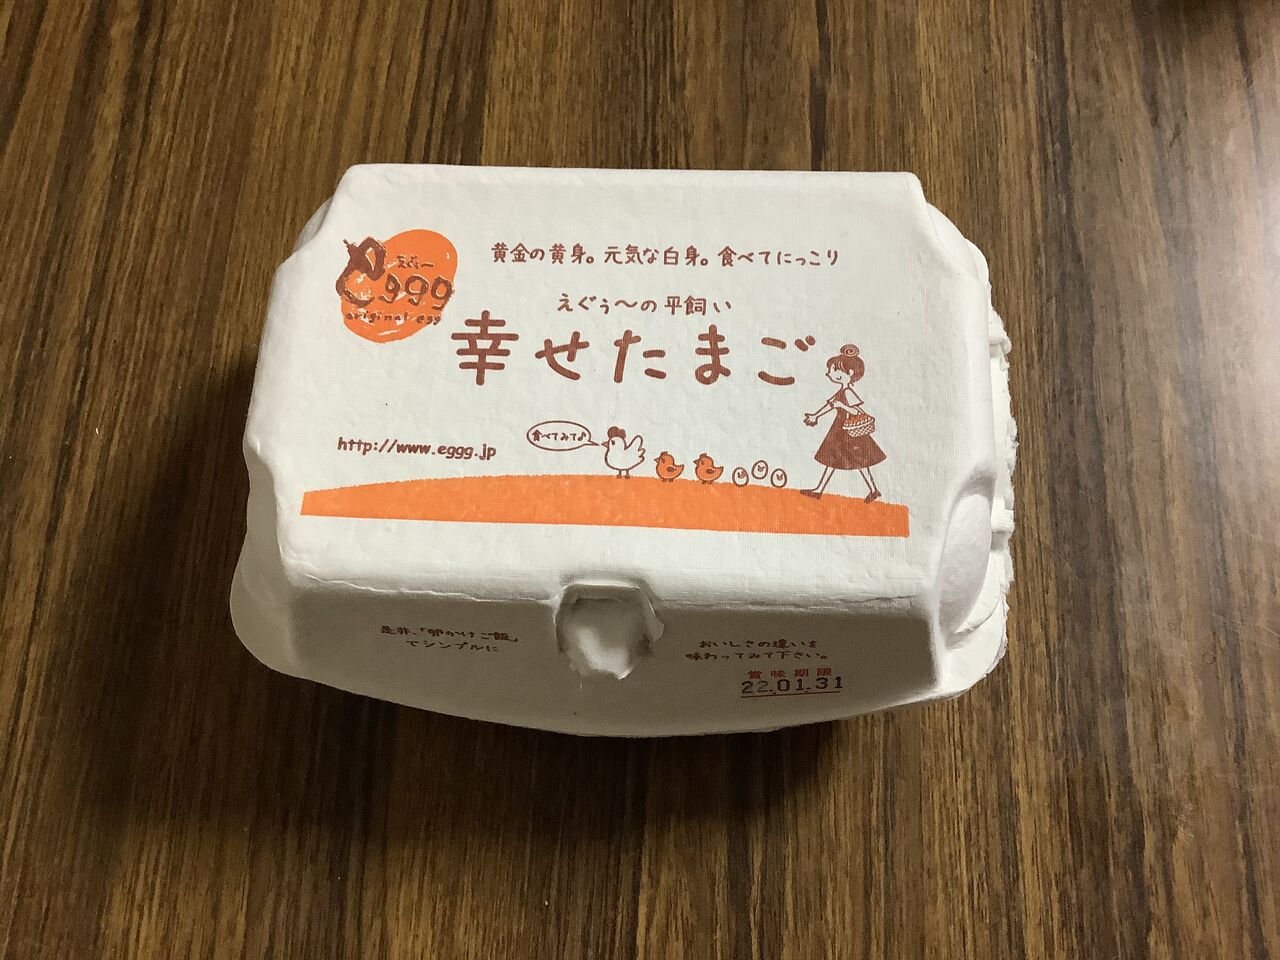 えぐぅー
eggg
original egg
黄金の黄身。元気な白身。食べてにっこり
えぐぅ〜の平飼い
幸せたまご
http://www.eggg.jp
食べてみて♪
是非、「卵かけご飯」
でシンプルに
おいしさの違いを
味わってみて下さい。
賞味期限
22.01.31